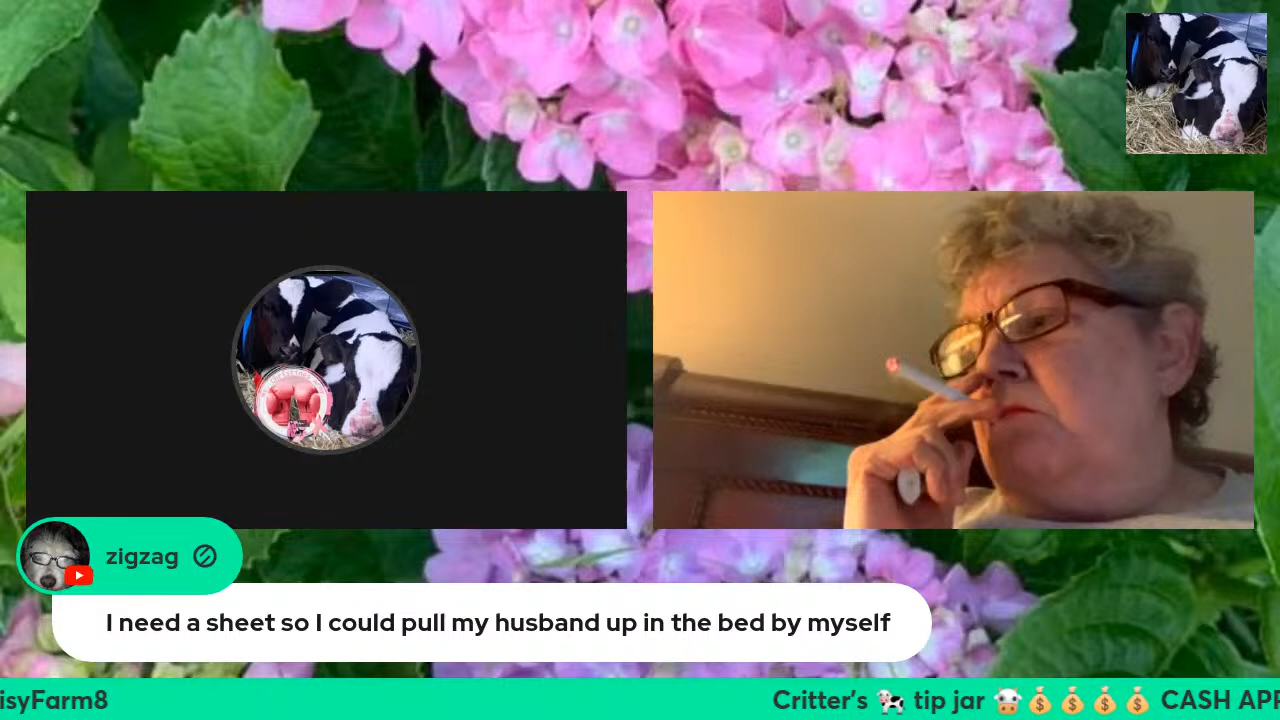 zigzag
I need a sheet so I could pull my husband up in the bed by myself
isyFarm8
Critter's 🐄 tip jar 🐮💰💰💰💰 CASH APP